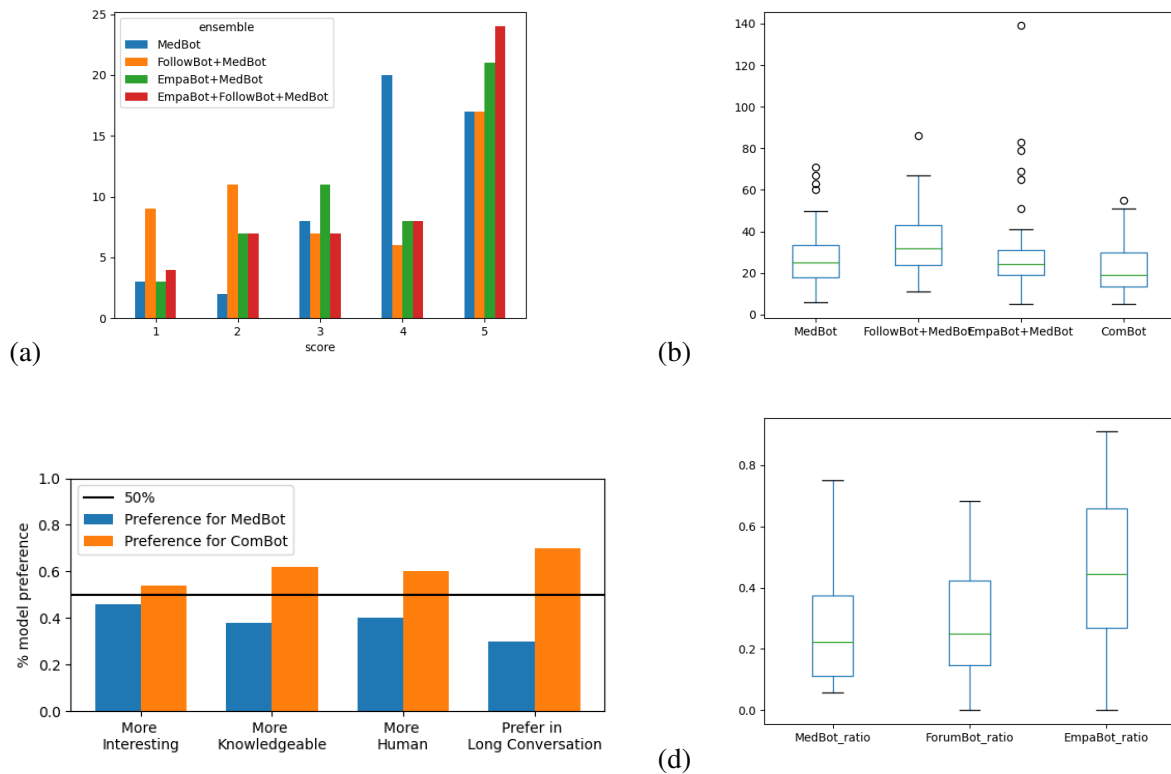 25
20
15
10
5
0
ensemble
MedBot
FollowBot+MedBot
EmpaBot+MedBot
EmpaBot+FollowBot+MedBot
1 2 3 4 5
score
(a)
140
120
100
80
60
40
20
0
MedBot FollowBot+MedBot EmpaBot+MedBot ComBot
(b)
% model preference
1.0
0.8
0.6
0.4
0.2
0.0
50%
Preference for MedBot
Preference for ComBot
More Interesting
More Knowledgeable
More Human
Prefer in Long Conversation
0.8
0.6
0.4
0.2
0.0
MedBot_ratio ForumBot_ratio EmpaBot_ratio
(d)